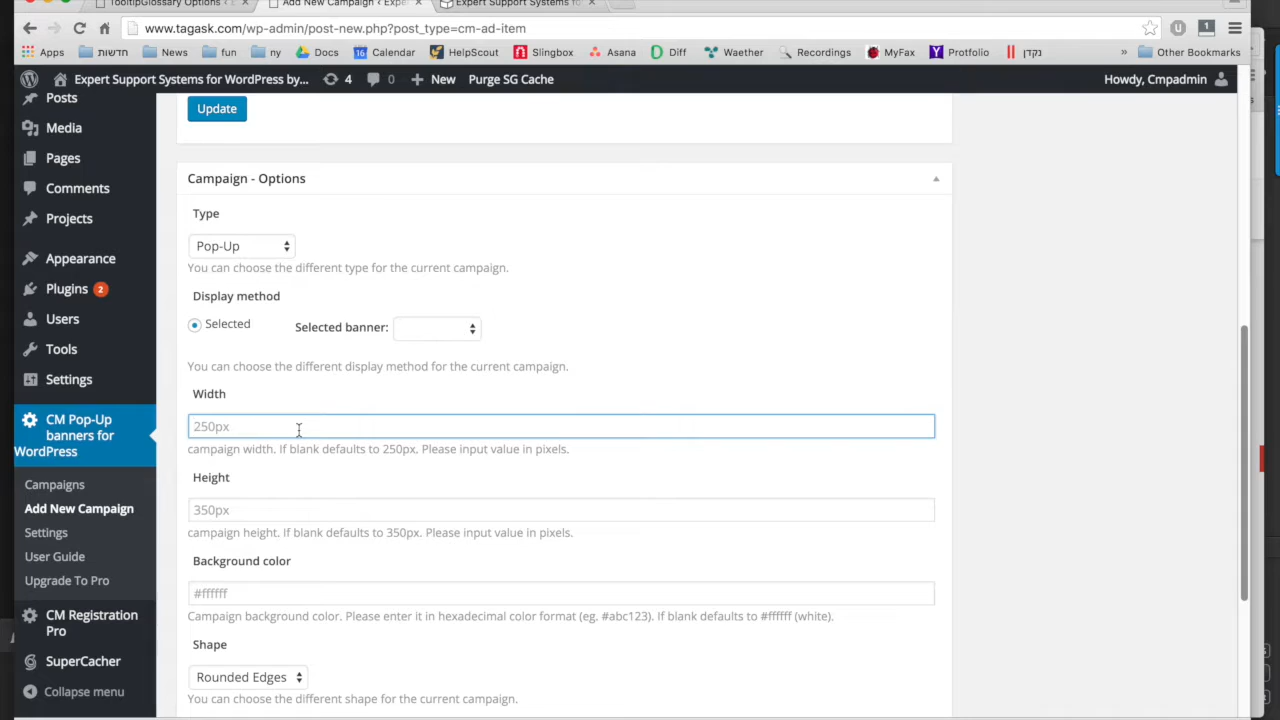 TooltipGlossary Options ‹ E
Add New Campaign ‹ Exper
Expert Support Systems fo
www.tagask.com/wp-admin/post-new.php?post_type=cm-ad-item
1
Apps
חדשות
News
fun
ny
Docs
16
Calendar
HelpScout
Slingbox
Asana
Diff
Waether
Recordings
MyFax
Protfolio
נקדן
»
Other Bookmarks
Expert Support Systems for WordPress by...
4
0
New
Purge SG Cache
Howdy, Cmpadmin
Posts
Media
Pages
Comments
Projects
Appearance
Plugins 2
Users
Tools
Settings
CM Pop-Up
banners for
WordPress
Campaigns
Add New Campaign
Settings
User Guide
Upgrade To Pro
CM Registration
Pro
SuperCacher
Collapse menu
Update
Campaign - Options
Type
Pop-Up
You can choose the different type for the current campaign.
Display method
Selected
Selected banner:
You can choose the different display method for the current campaign.
Width
250px
campaign width. If blank defaults to 250px. Please input value in pixels.
Height
350px
campaign height. If blank defaults to 350px. Please input value in pixels.
Background color
#ffffff
Campaign background color. Please enter it in hexadecimal color format (eg. #abc123). If blank defaults to #ffffff (white).
Shape
Rounded Edges
You can choose the different shape for the current campaign.